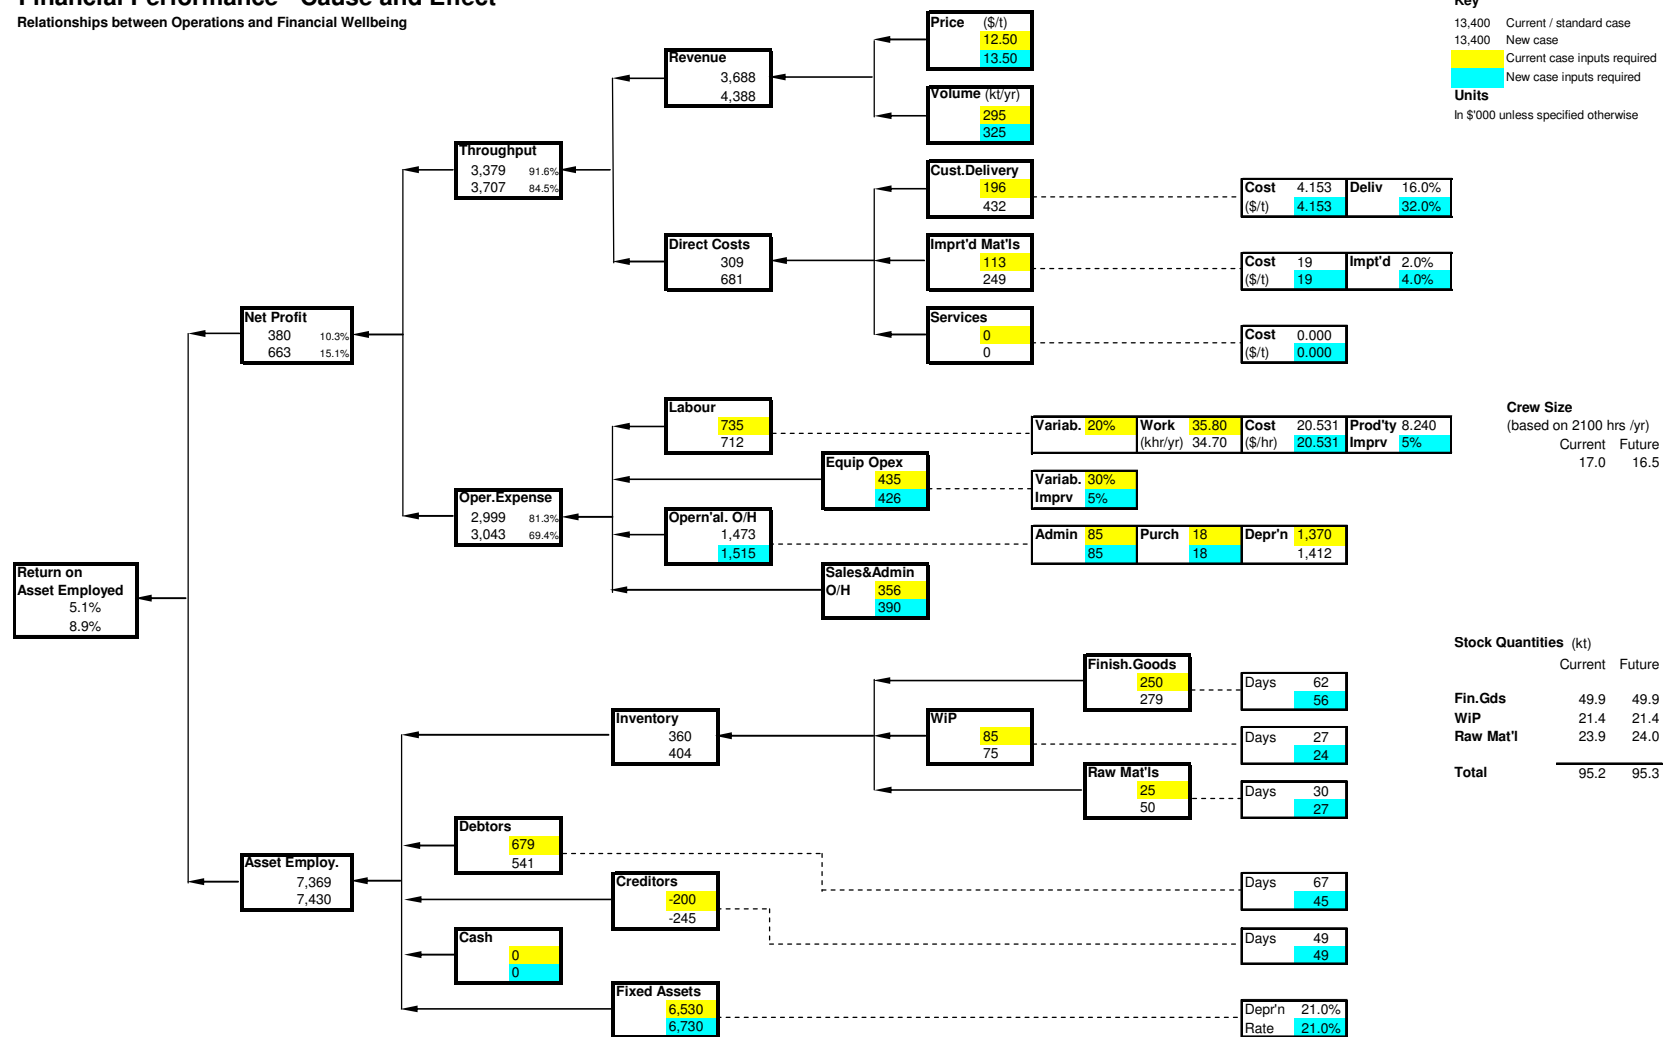 Financial Performance - Cause and Effect
Relationships between Operations and Financial Wellbeing
Key
13,400 Current / standard case
13,400 New case
Current case inputs required
New case inputs required
Units
In $'000 unless specified otherwise
Price ($/t)
12.50
13.50
Revenue
3,688
4,388
Volume (kt/yr)
295
325
Throughput
3,379 91.6%
3,707 84.5%
Cust.Delivery
196
432
Cost 4.153 Deliv 16.0%
($/t) 4.153 32.0%
Direct Costs
309
681
Imprt'd Mat'ls
113
249
Cost 19 Impt'd 2.0%
($/t) 19 4.0%
Services
0
0
Cost 0.000
($/t) 0.000
Net Profit
380 10.3%
663 15.1%
Labour
735
712
Variab. 20% Work 35.80 Cost 20.531 Prod'ty 8.240
(khr/yr) 34.70 ($/hr) 20.531 Imprv 5%
Crew Size
(based on 2100 hrs /yr)
Current Future
17.0 16.5
Equip Opex
435
426
Variab. 30%
Imprv 5%
Oper.Expense
2,999 81.3%
3,043 69.4%
Opern'al. O/H
1,473
1,515
Admin 85 Purch 18 Depr'n 1,370
85 18 1,412
Sales&Admin
O/H 356
390
Return on
Asset Employed
5.1%
8.9%
Stock Quantities (kt)
Current Future
Fin.Gds 49.9 49.9
WiP 21.4 21.4
Raw Mat'l 23.9 24.0
Total 95.2 95.3
Finish.Goods
250
279
Days 62
56
Inventory
360
404
WiP
85
75
Days 27
24
Raw Mat'ls
25
50
Days 30
27
Debtors
679
541
Days 67
45
Asset Employ.
7,369
7,430
Creditors
-200
-245
Days 49
49
Cash
0
0
Fixed Assets
6,530
6,730
Depr'n 21.0%
Rate 21.0%